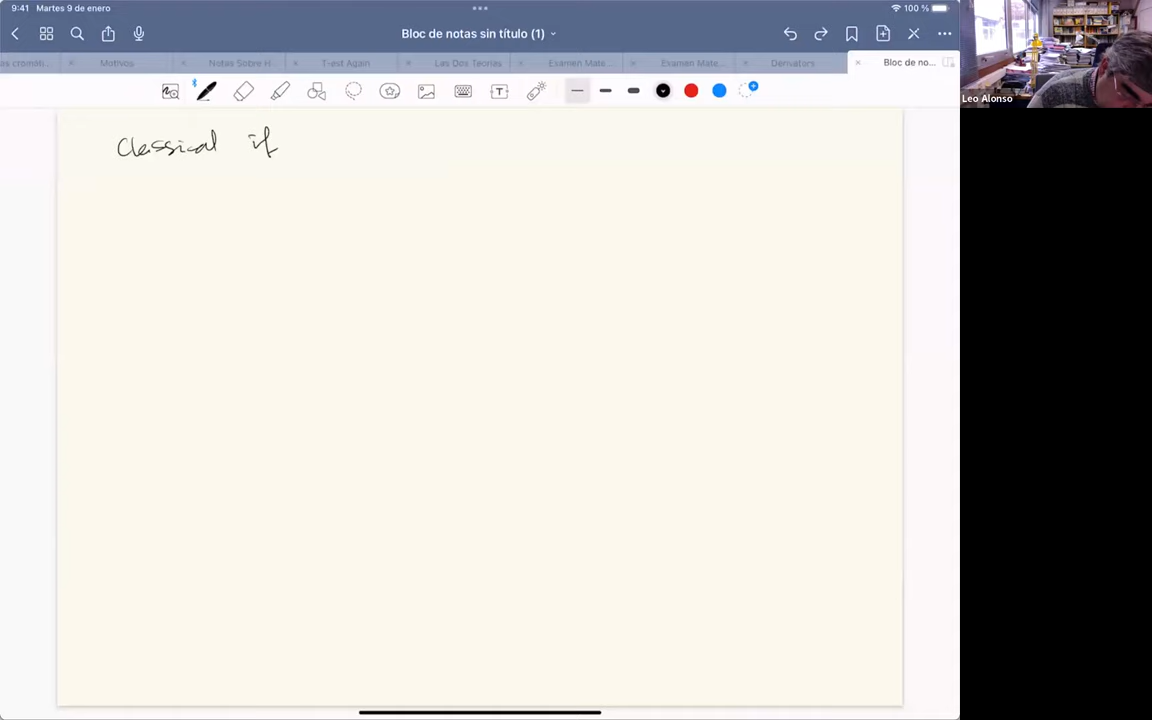 9:41 Martes 9 de enero
100 %
Bloc de notas sin título (1)
Motivos
Notas Sobre H
T-est Again
Las Dos Teorías
Examen Mate...
Examen Mate...
Derivators
Bloc de no...
Leo Alonso
Classical if